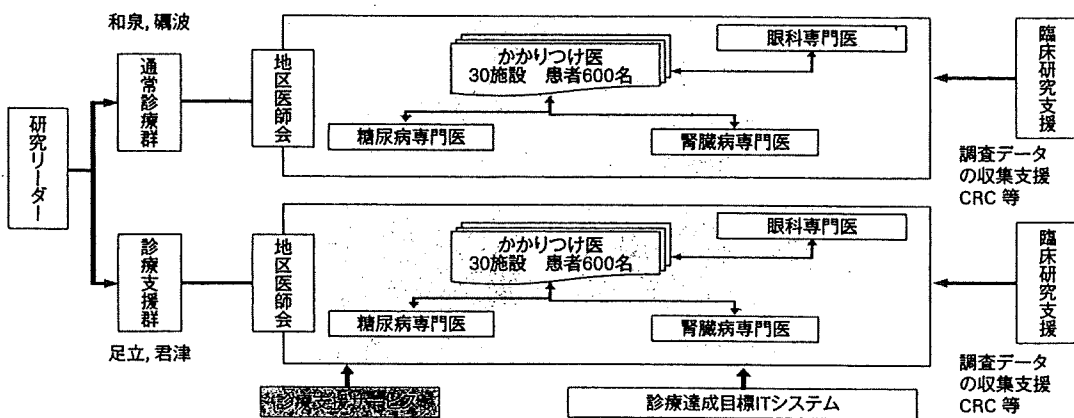 和泉, 礪波
研究リーダー
通常診療群
地区医師会
かかりつけ医
30施設 患者600名
眼科専門医
糖尿病専門医
腎臓病専門医
臨床研究支援
調査データ
の収集支援
CRC 等
診療支援群
足立, 君津
地区医師会
かかりつけ医
30施設 患者600名
眼科専門医
糖尿病専門医
腎臓病専門医
臨床研究支援
調査データ
の収集支援
CRC 等
診療達成目標ITシステム